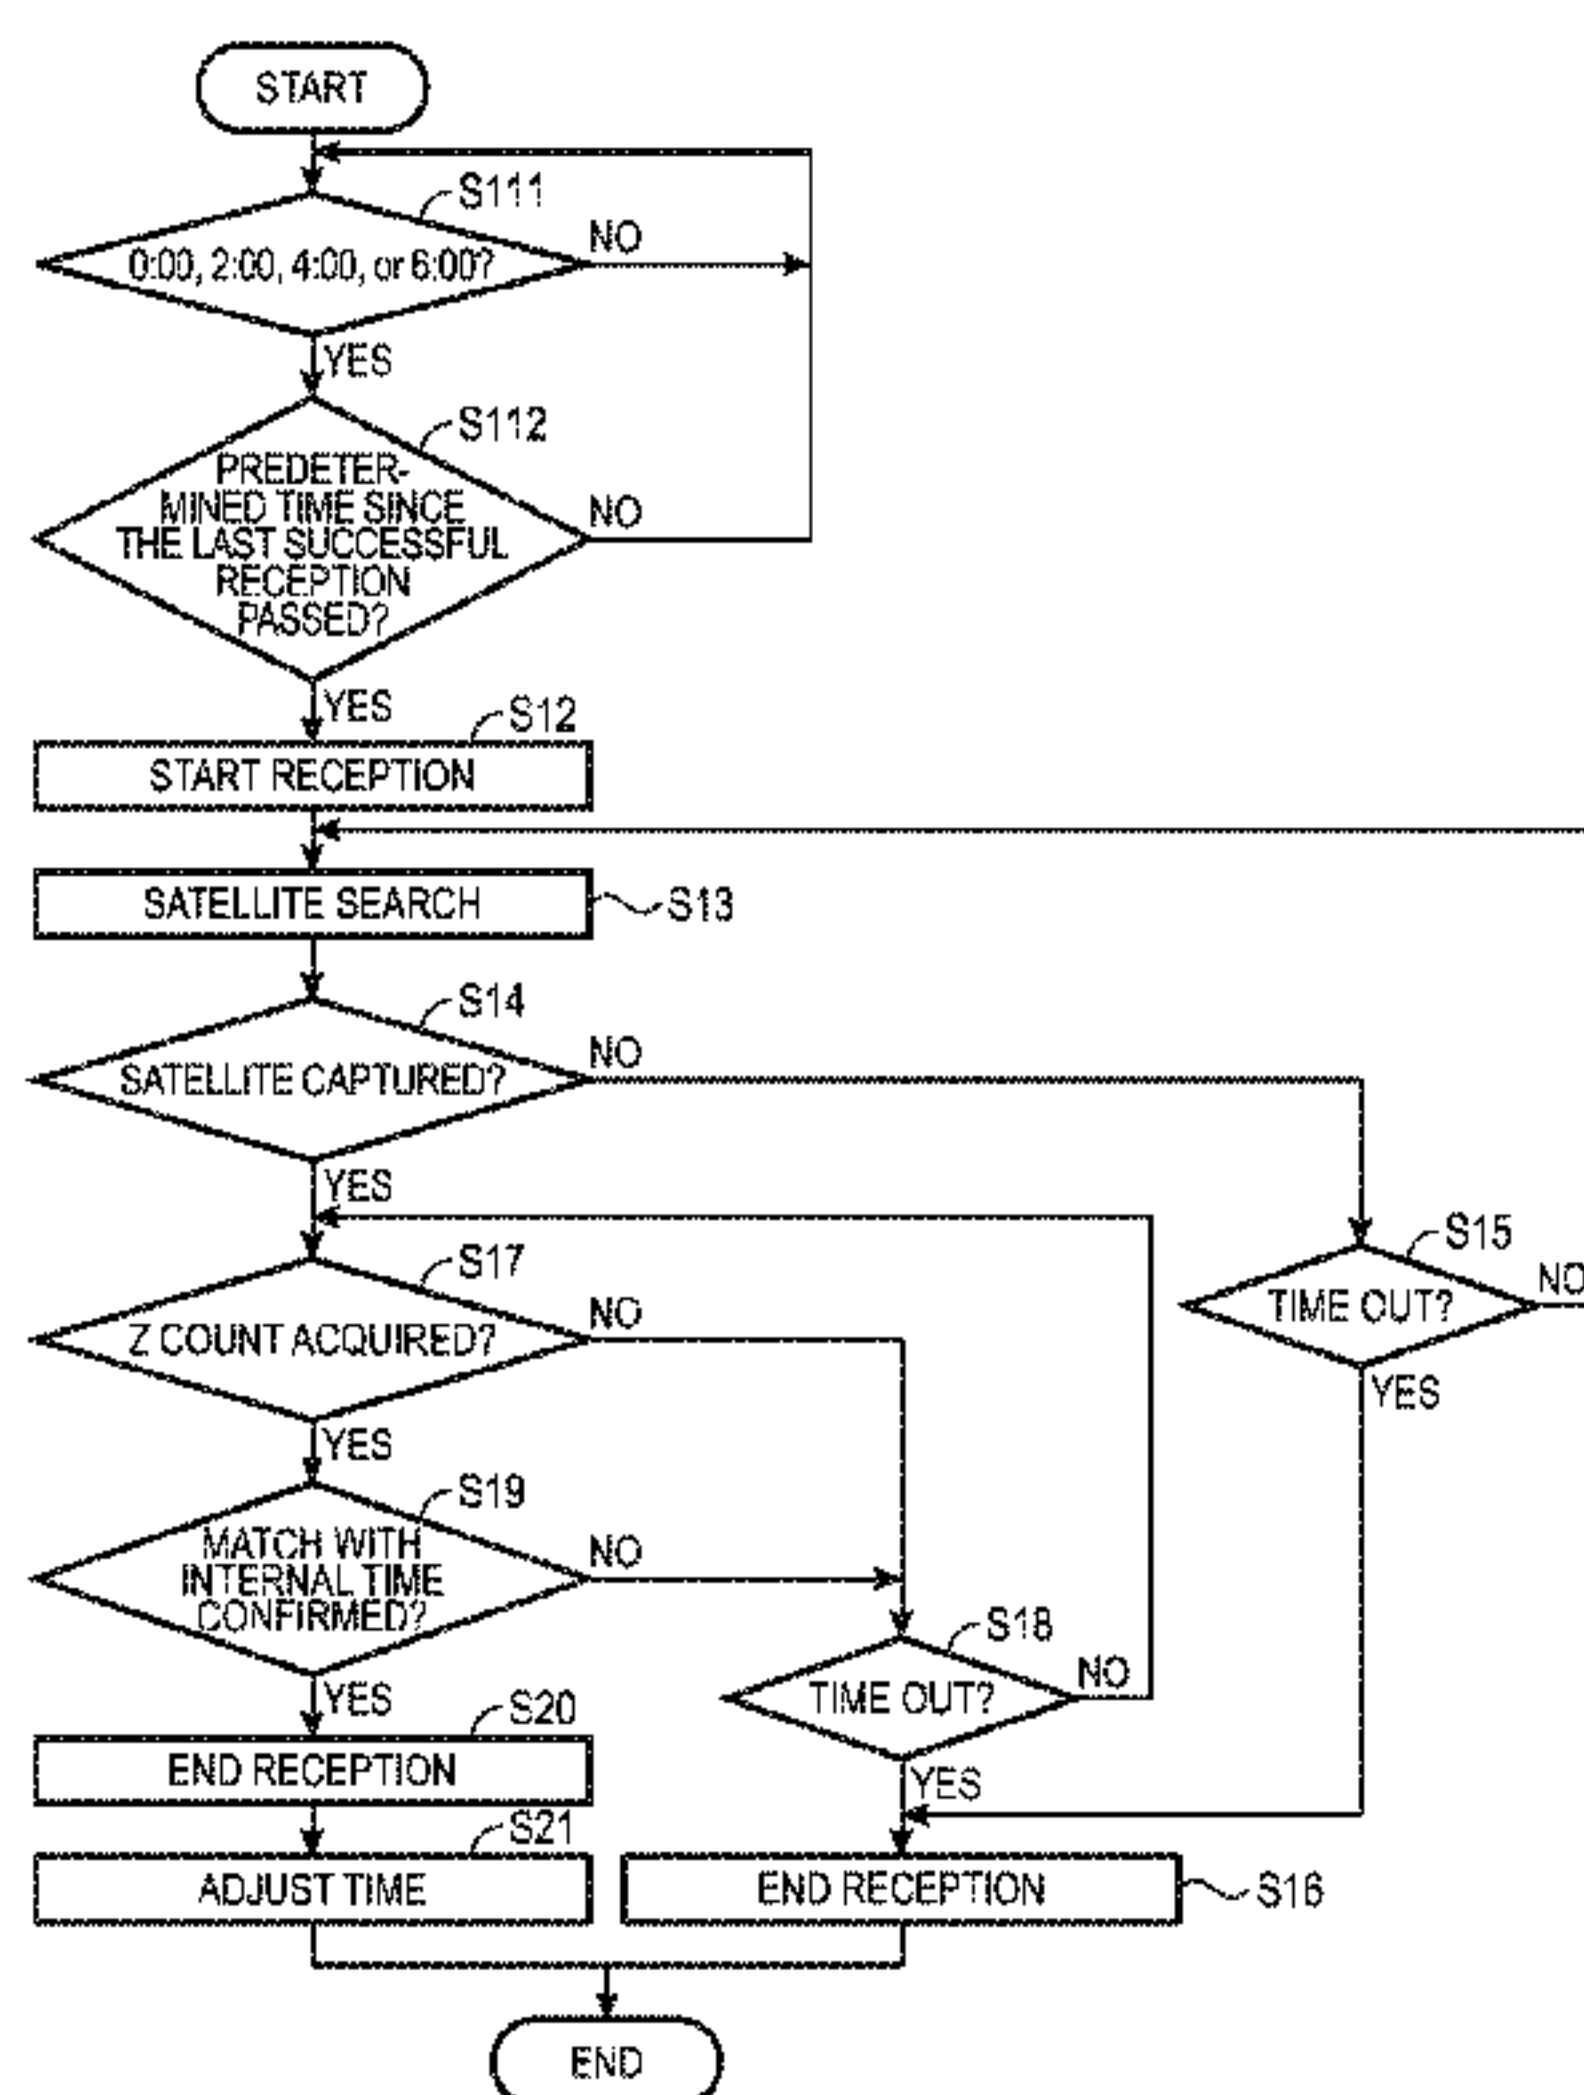 START
S111
0:00, 2:00, 4:00, or 6:00?
NO
YES
S112
PREDETER-
MINED TIME SINCE
THE LAST SUCCESSFUL
RECEPTION
PASSED?
NO
YES
S12
START RECEPTION
SATELLITE SEARCH
S13
S14
SATELLITE CAPTURED?
NO
YES
S15
TIME OUT?
NO
YES
S17
Z COUNT ACQUIRED?
NO
YES
S19
MATCH WITH
INTERNAL TIME
CONFIRMED?
NO
YES
S18
TIME OUT?
NO
YES
S20
END RECEPTION
S21
ADJUST TIME
END RECEPTION
S16
END